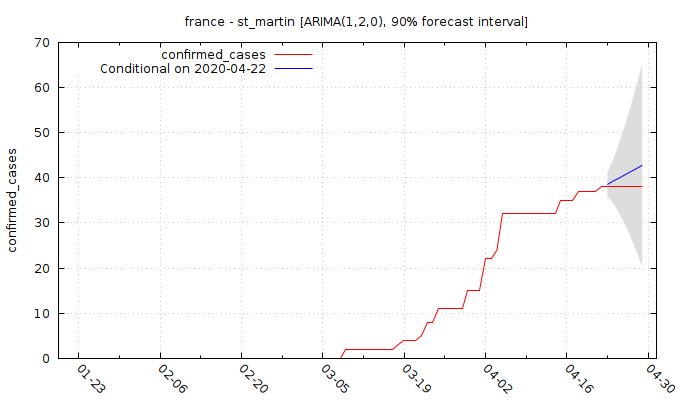 france - st_martin [ARIMA(1,2,0), 90% forecast interval]
confirmed_cases
Conditional on 2020-04-22
confirmed_cases
70
60
50
40
30
20
10
0
01-23 02-06 02-20 03-05 03-19 04-02 04-16 04-30